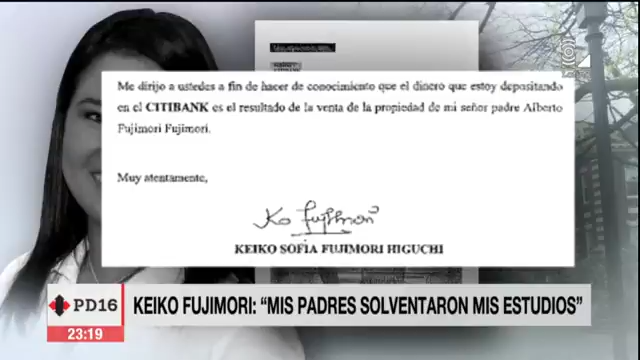 Me dirijo a ustedes a fin de hacer de conocimiento que el dinero que estoy depositando
en el CITIBANK es el resultado de la venta de la propiedad de mi señor padre Alberto
Fujimori Fujimori.
Muy atentamente,
Ko Fujimori
KEIKO SOFIA FUJIMORI HIGUCHI
PD16
KEIKO FUJIMORI: “MIS PADRES SOLVENTARON MIS ESTUDIOS”
23:19